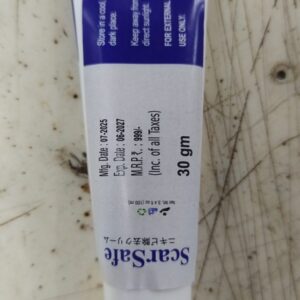 Store in a cool,
dark place.
Keep away from
direct sunlight.
FOR EXTERNAL
USE ONLY.
Mfg. Date : 07-2025
Exp. Date : 06-2027
M.R.P. ₹. : 999/-
(Inc. of all Taxes)
30 gm
ScarSafe
ニキビ除去クリーム